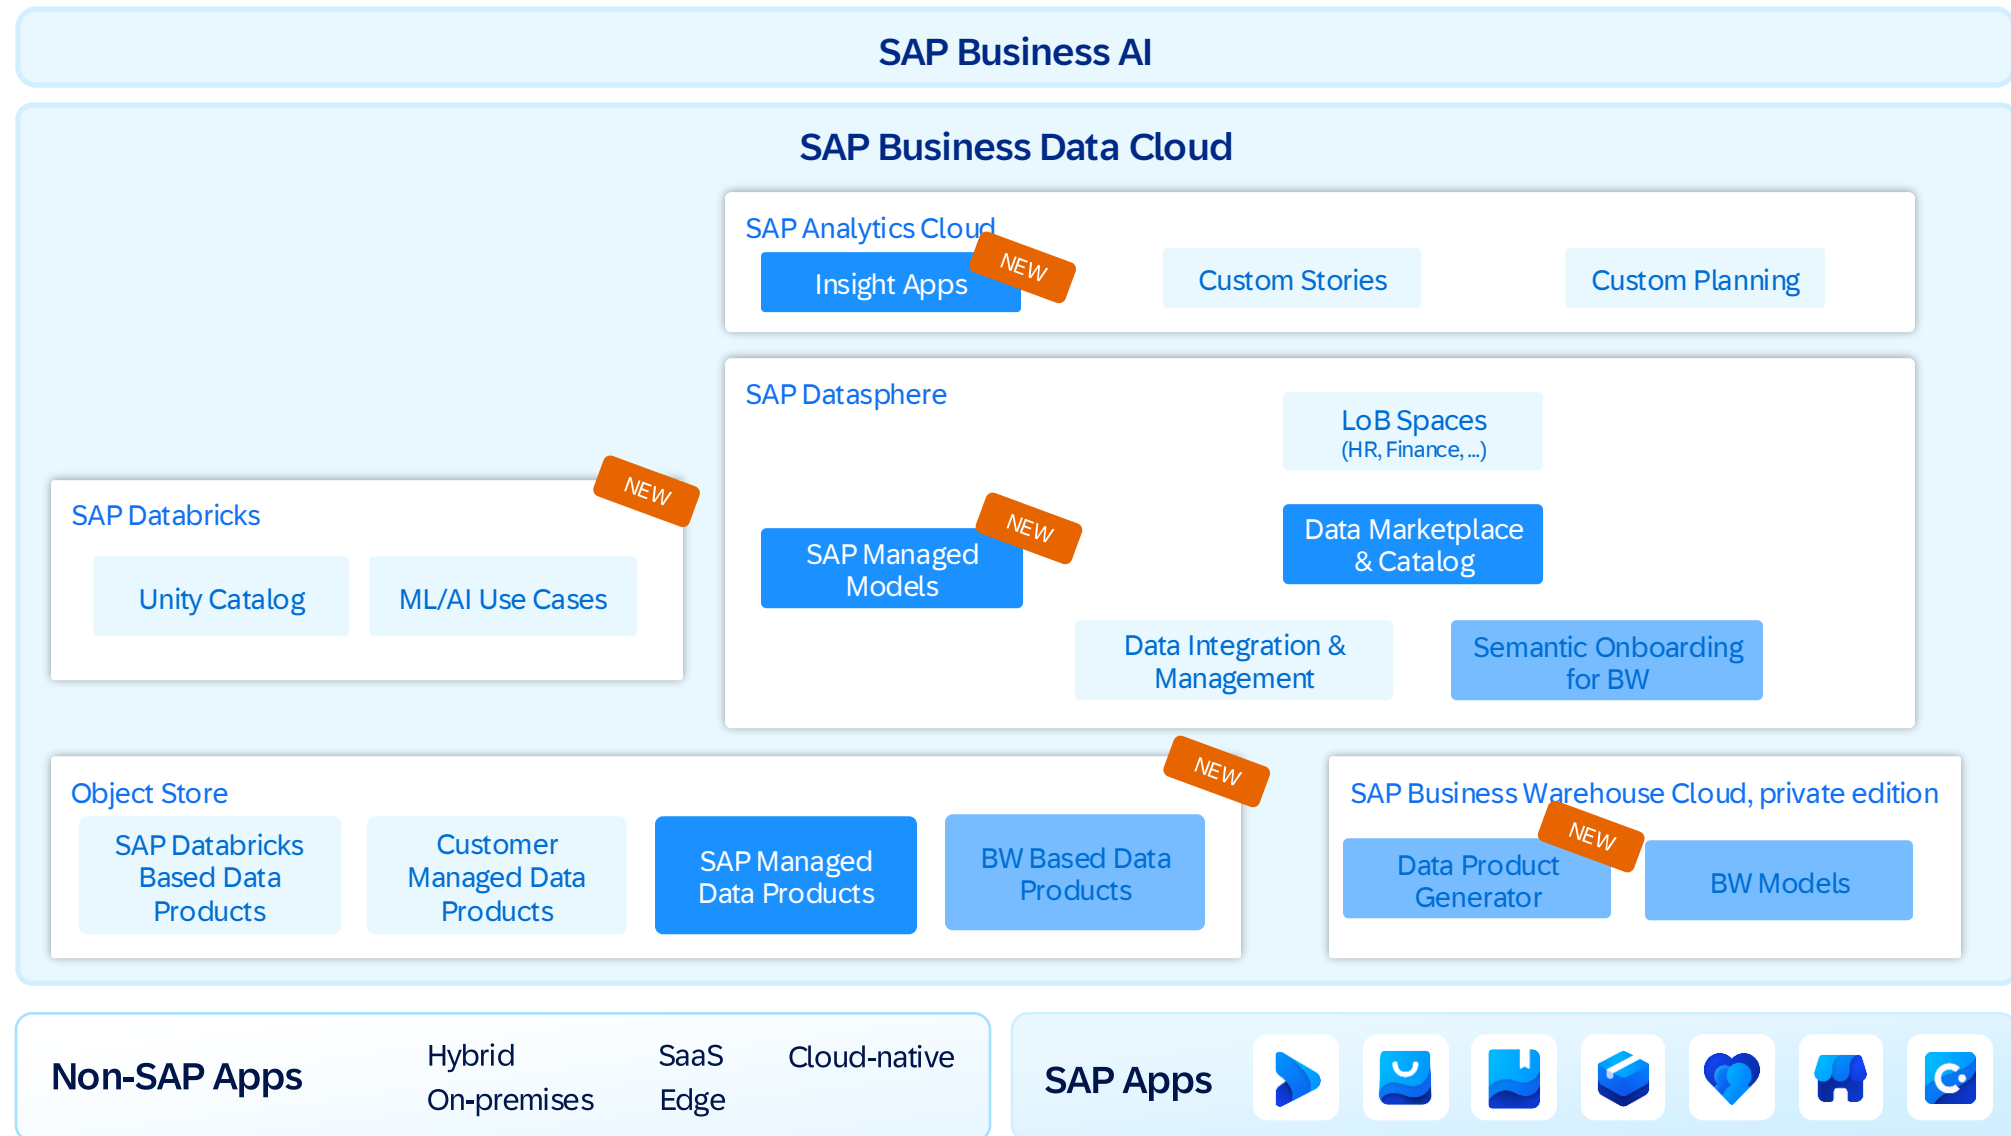 SAP Business AI
SAP Business Data Cloud
SAP Analytics Cloud
Insight Apps
NEW
Custom Stories
Custom Planning
SAP Datasphere
LoB Spaces
(HR, Finance, ...)
SAP Managed
Models
NEW
Data Marketplace
& Catalog
Data Integration &
Management
Semantic Onboarding
for BW
SAP Databricks
NEW
Unity Catalog
ML/AI Use Cases
Object Store
NEW
SAP Databricks
Based Data
Products
Customer
Managed Data
Products
SAP Managed
Data Products
BW Based Data
Products
SAP Business Warehouse Cloud, private edition
Data Product
Generator
NEW
BW Models
Non-SAP Apps
Hybrid
On-premises
SaaS
Edge
Cloud-native
SAP Apps